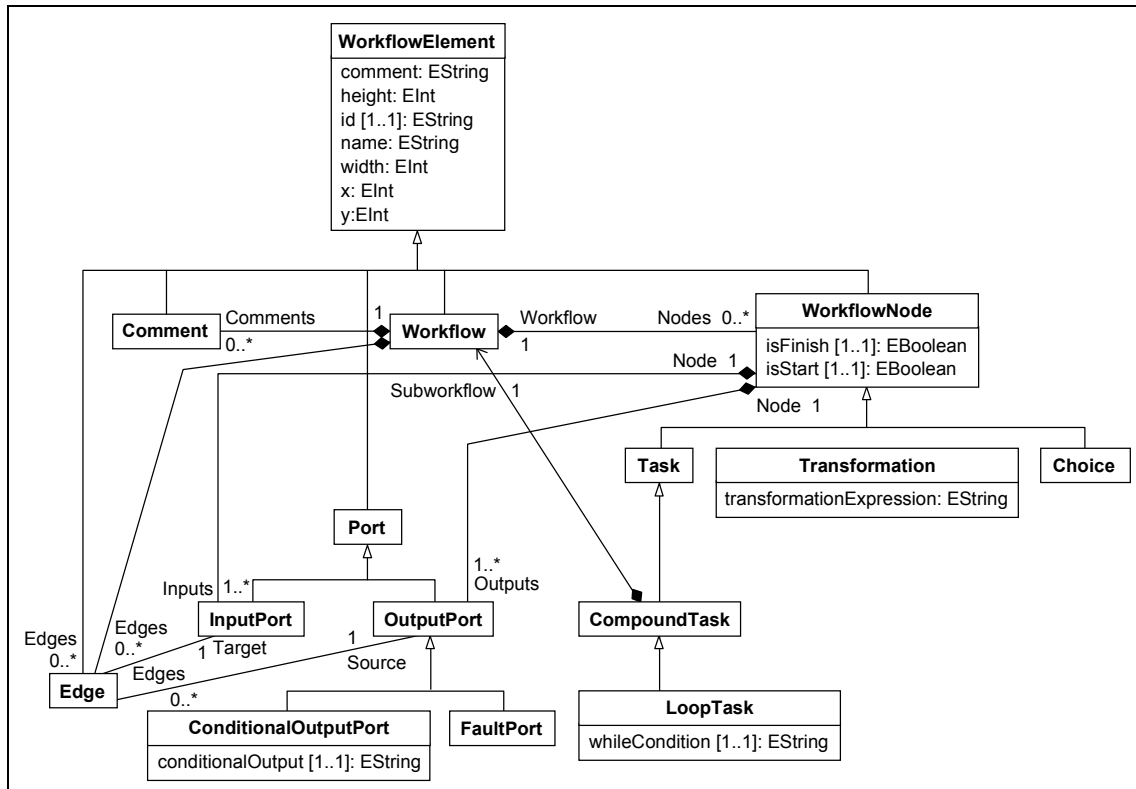 WorkflowElement
comment: EString
height: EInt
id [1..1]: EString
name: EString
width: EInt
x: EInt
y:EInt
Comment
Comments
0..*
1
Workflow
Workflow
1
Nodes 0..*
WorkflowNode
isFinish [1..1]: EBoolean
isStart [1..1]: EBoolean
Node 1
Subworkflow 1
Node 1
Task
Transformation
transformationExpression: EString
Choice
Port
Inputs 1..*
1..*
Outputs
InputPort
OutputPort
CompoundTask
Edges
0..*
Edges
0..*
1 Target
1
Source
Edges
0..*
Edge
ConditionalOutputPort
conditionalOutput [1..1]: EString
FaultPort
LoopTask
whileCondition [1..1]: EString